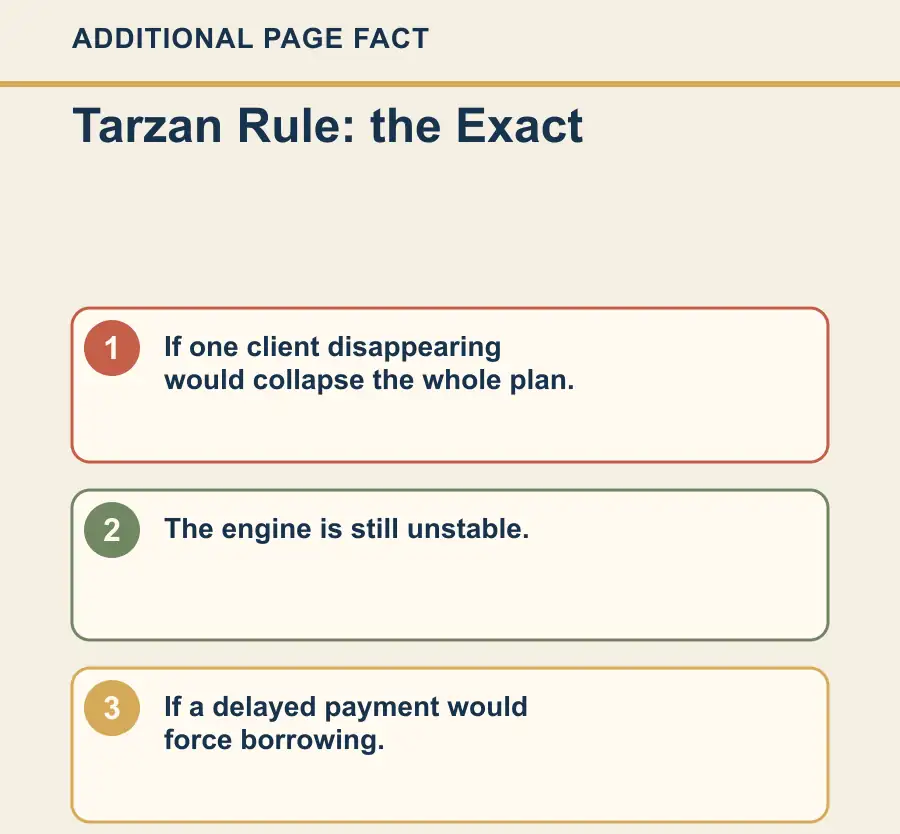 ADDITIONAL PAGE FACT
Tarzan Rule: the Exact
1
If one client disappearing
would collapse the whole plan.
2
The engine is still unstable.
3
If a delayed payment would
force borrowing.